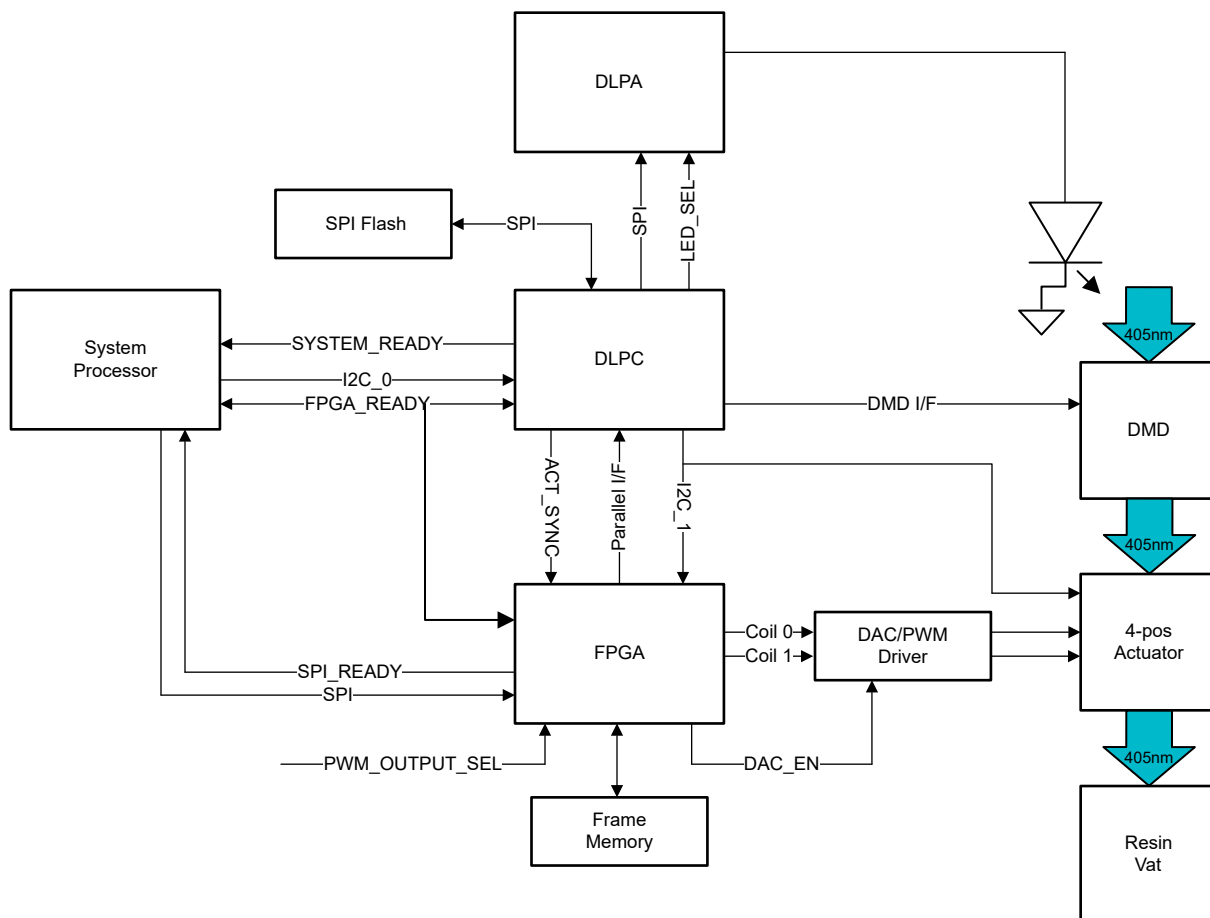 DLPA
SPI
LED_SEL
SPI Flash
SPI
405nm
System
Processor
SYSTEM_READY
I2C_0
FPGA_READY
DLPC
DMD I/F
DMD
ACT_SYNC
Parallel I/F
I2C_1
405nm
FPGA
Coil 0
Coil 1
DAC/PWM
Driver
4-pos
Actuator
SPI_READY
SPI
PWM_OUTPUT_SEL
DAC_EN
405nm
Frame
Memory
Resin
Vat